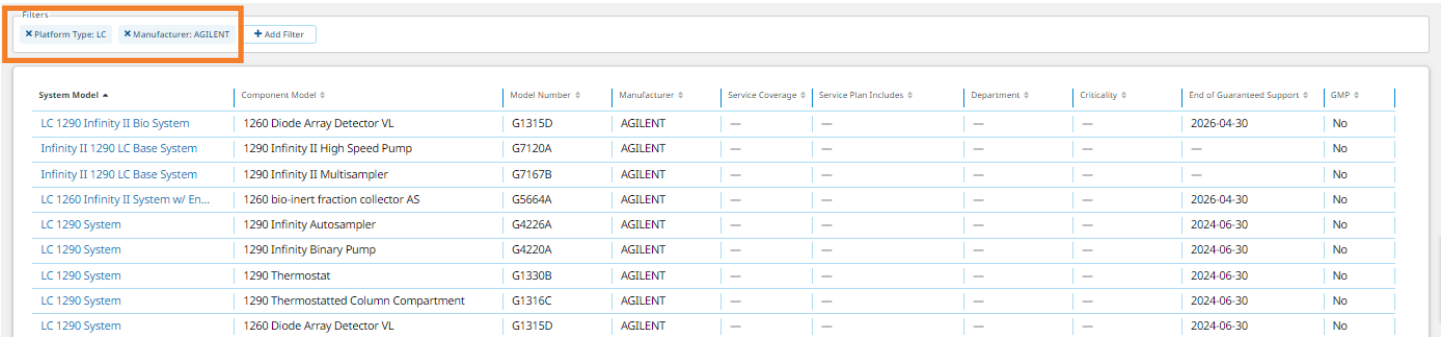 Filters
× Platform Type: LC × Manufacturer: AGILENT + Add Filter
System Model Component Model Model Number Manufacturer Service Coverage Service Plan Includes Department Criticality End of Guaranteed Support GMP
LC 1290 Infinity II Bio System 1260 Diode Array Detector VL G1315D AGILENT — — — — 2026-04-30 No
Infinity II 1290 LC Base System 1290 Infinity II High Speed Pump G7120A AGILENT — — — — — No
Infinity II 1290 LC Base System 1290 Infinity II Multisampler G7167B AGILENT — — — — — No
LC 1260 Infinity II System w/ En... 1260 bio-inert fraction collector AS G5664A AGILENT — — — — 2026-04-30 No
LC 1290 System 1290 Infinity Autosampler G4226A AGILENT — — — — 2024-06-30 No
LC 1290 System 1290 Infinity Binary Pump G4220A AGILENT — — — — 2024-06-30 No
LC 1290 System 1290 Thermostat G1330B AGILENT — — — — 2024-06-30 No
LC 1290 System 1290 Thermostatted Column Compartment G1316C AGILENT — — — — 2024-06-30 No
LC 1290 System 1260 Diode Array Detector VL G1315D AGILENT — — — — 2024-06-30 No